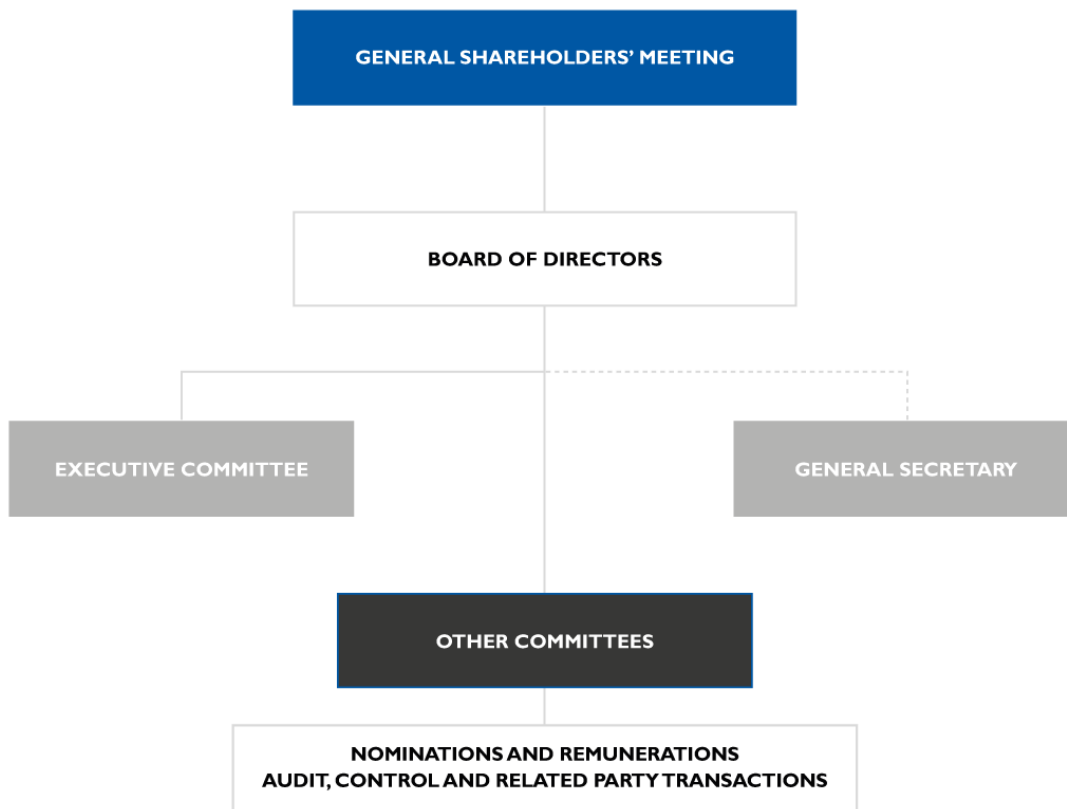 GENERAL SHAREHOLDERS’ MEETING
BOARD OF DIRECTORS
EXECUTIVE COMMITTEE
GENERAL SECRETARY
OTHER COMMITTEES
NOMINATIONS AND REMUNERATIONS
AUDIT, CONTROL AND RELATED PARTY TRANSACTIONS